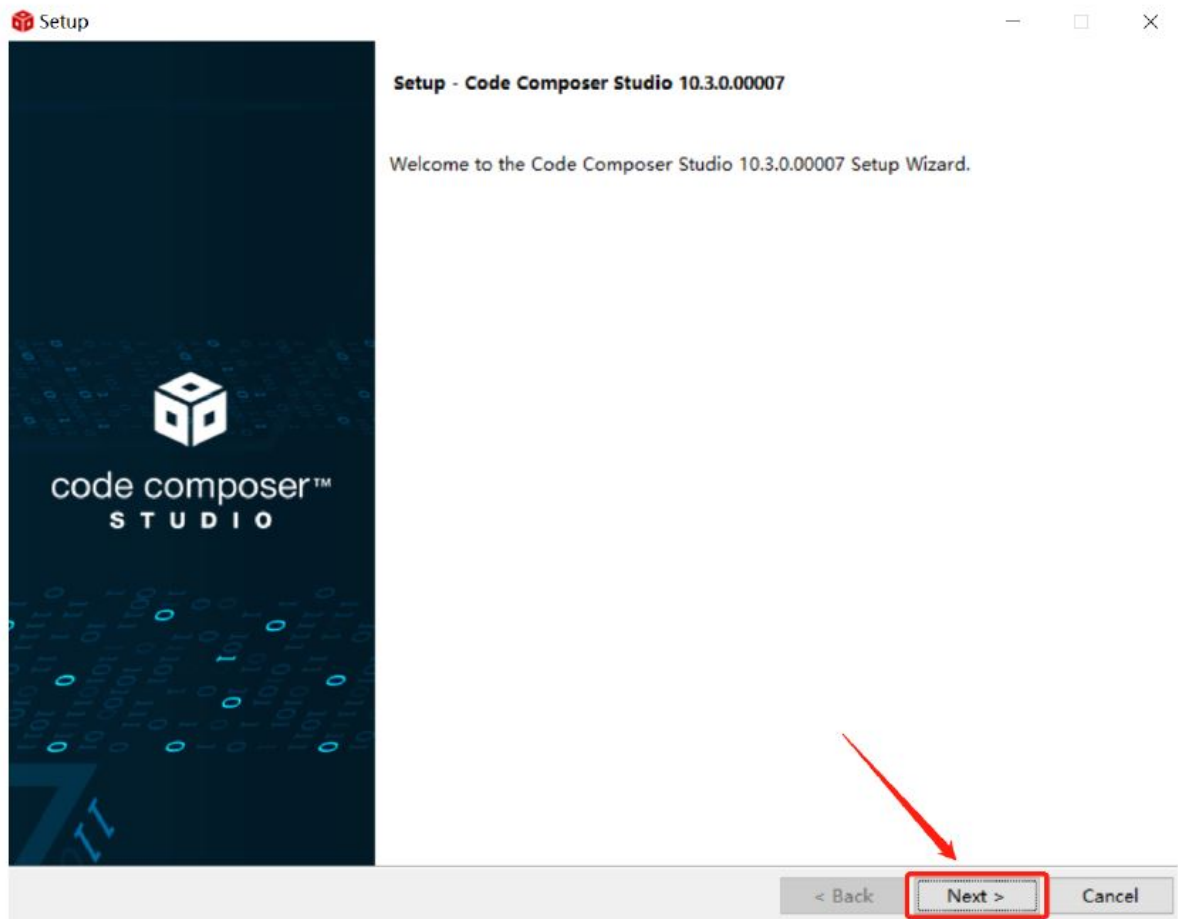 Setup
Setup - Code Composer Studio 10.3.0.00007
Welcome to the Code Composer Studio 10.3.0.00007 Setup Wizard.
code composer™
STUDIO
< Back
Next >
Cancel